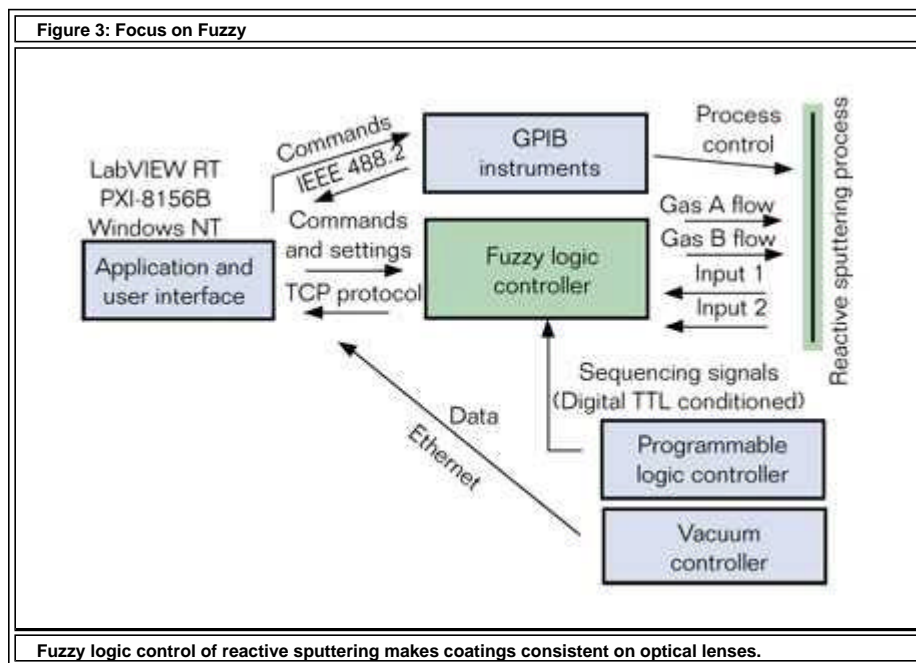 Figure 3: Focus on Fuzzy
LabVIEW RT
PXI-8156B
Windows NT
Application and
user interface
Commands
IEEE 488.2
Commands
and settings
TCP protocol
GPIB
instruments
Fuzzy logic
controller
Process
control
Gas A flow
Gas B flow
Input 1
Input 2
Reactive sputtering process
Sequencing signals
(Digital TTL conditioned)
Data
Ethernet
Programmable
logic controller
Vacuum
controller
Fuzzy logic control of reactive sputtering makes coatings consistent on optical lenses.